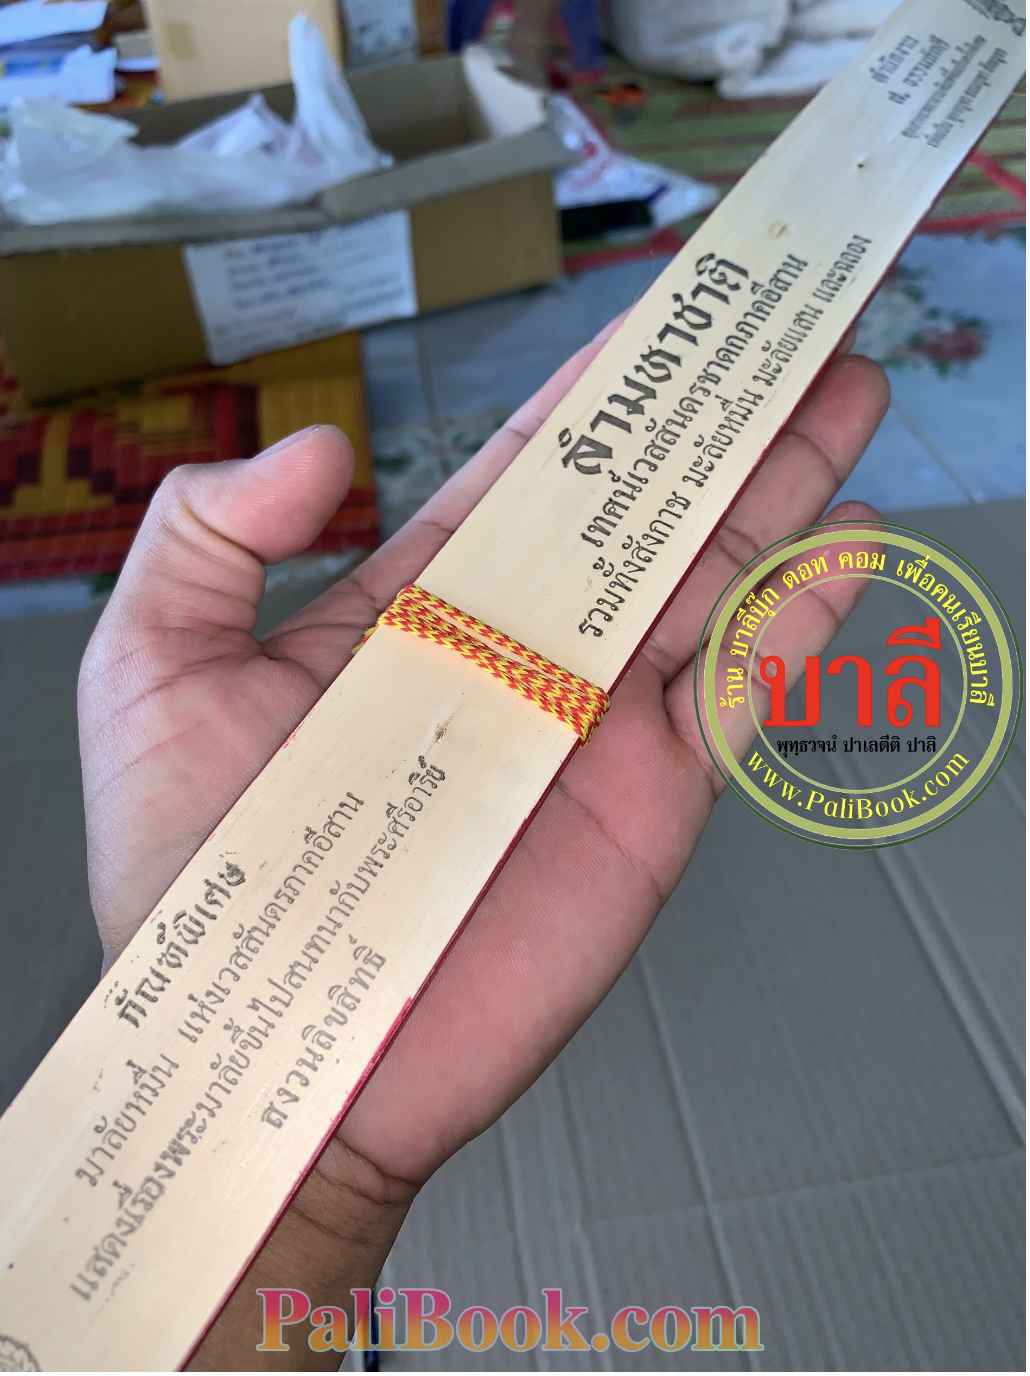 สำนักงาน
ส. ธรรมภักดี
ลำมหาชาติ
เทศน์เวสสันดรชาดกภาคอีสาน
รวมทั้งสังกาช มะลัยหมื่น มะลัยแสน และฉลอง
กัณฑ์พิเศษ
มาลัยหมื่น แห่งเวสสันดรภาคอีสาน
แสดงเรื่องพระมาลัยขึ้นไปสนทนากับพระศรีอารีย์
สงวนลิขสิทธิ์
ร้าน บาลีบุ๊ก ดอท คอม เพื่อคนเรียนบาลี
บาลี
พุทฺธวจนํ ปาเลตีติ ปาลิ
www.PaliBook.com
PaliBook.com